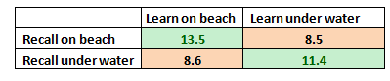 Learn on beach Learn under water
Recall on beach 13.5 8.5
Recall under water 8.6 11.4